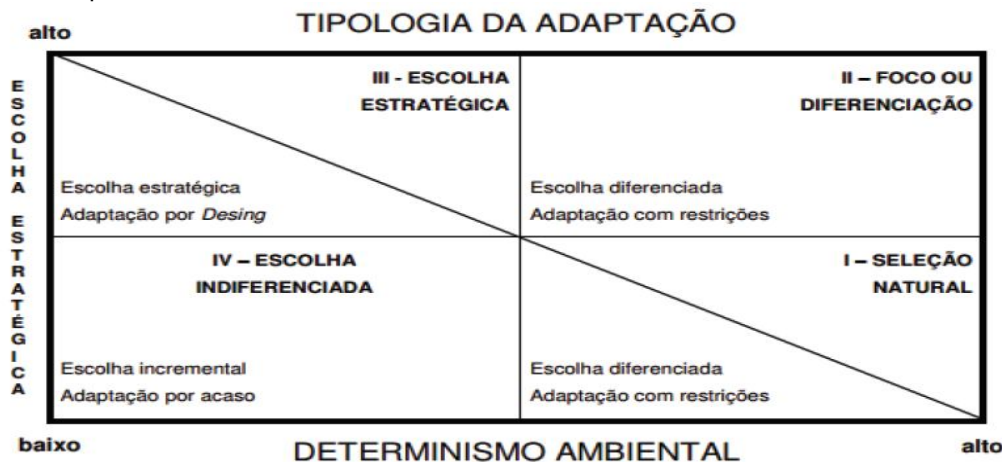 TIPOLOGIA DA ADAPTAÇÃO
alto
ESCOLHA ESTRATÉGICA
III - ESCOLHA
ESTRATÉGICA
Escolha estratégica
Adaptação por Desing
II – FOCO OU
DIFERENCIAÇÃO
Escolha diferenciada
Adaptação com restrições
IV – ESCOLHA
INDIFERENCIADA
Escolha incremental
Adaptação por acaso
I – SELEÇÃO
NATURAL
Escolha diferenciada
Adaptação com restrições
baixo
DETERMINISMO AMBIENTAL
alto